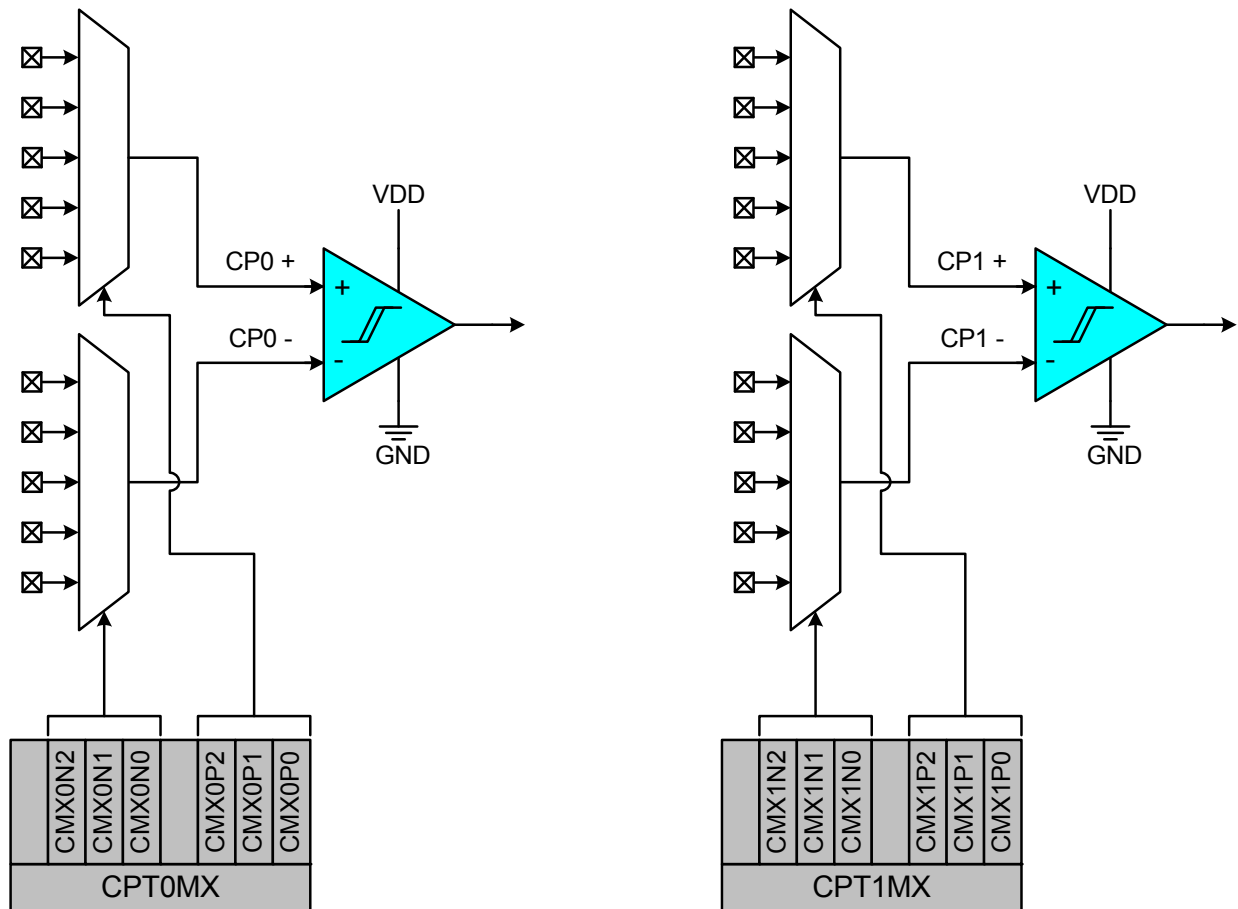 VDD
CP0 +
+
CP0 -
-
GND
CMX0N2
CMX0N1
CMX0N0
CMX0P2
CMX0P1
CMX0P0
CPT0MX
VDD
CP1 +
+
CP1 -
-
GND
CMX1N2
CMX1N1
CMX1N0
CMX1P2
CMX1P1
CMX1P0
CPT1MX